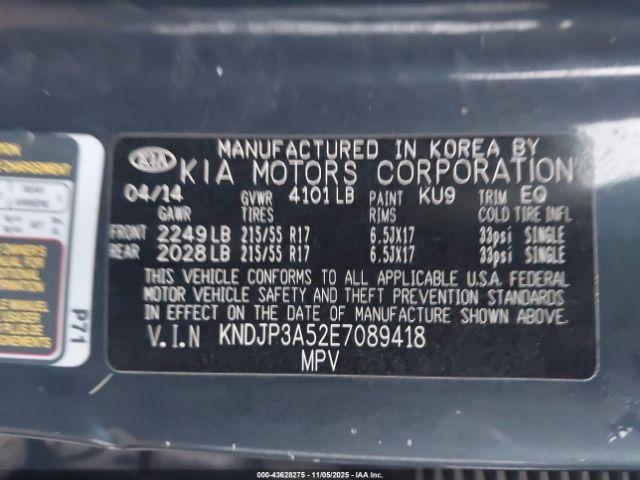 MANUFACTURED IN KOREA BY
KIA KIA MOTORS CORPORATION
04/14 GVWR 4101 LB PAINT KU9 TRIM EQ
GAWR TIRES RIMS COLD TIRE INFL
FRONT 2249 LB 215/55 R17 6.5JX17 33psi SINGLE
REAR 2028 LB 215/55 R17 6.5JX17 33psi SINGLE
THIS VEHICLE CONFORMS TO ALL APPLICABLE U.S.A. FEDERAL
MOTOR VEHICLE SAFETY AND THEFT PREVENTION STANDARDS
IN EFFECT ON THE DATE OF MANUFACTURE SHOWN ABOVE.
V.I.N KNDJP3A52E7089418
MPV
P71
40-43628275 - 11/05/2025 - IAA Inc.